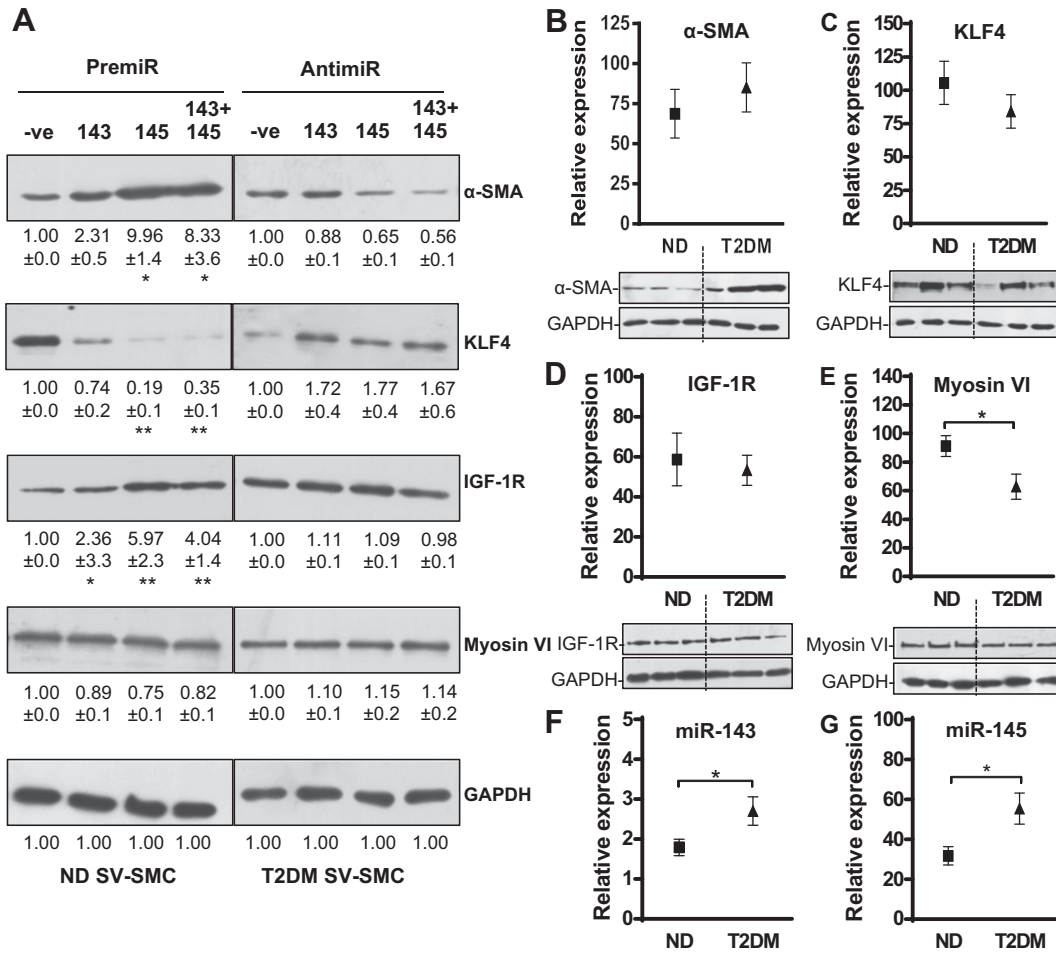 A
PremiR AntimiR
-ve 143 145 143+ 145 -ve 143 145 143+ 145
α-SMA
1.00 2.31 9.96 8.33 1.00 0.88 0.65 0.56
±0.0 ±0.5 ±1.4 ±3.6 ±0.0 ±0.1 ±0.1 ±0.1
* *
KLF4
1.00 0.74 0.19 0.35 1.00 1.72 1.77 1.67
±0.0 ±0.2 ±0.1 ±0.1 ±0.0 ±0.4 ±0.4 ±0.6
** **
IGF-1R
1.00 2.36 5.97 4.04 1.00 1.11 1.09 0.98
±0.0 ±3.3 ±2.3 ±1.4 ±0.0 ±0.1 ±0.1 ±0.1
* ** **
Myosin VI
1.00 0.89 0.75 0.82 1.00 1.10 1.15 1.14
±0.0 ±0.1 ±0.1 ±0.1 ±0.0 ±0.1 ±0.2 ±0.2
GAPDH
1.00 1.00 1.00 1.00 1.00 1.00 1.00 1.00
ND SV-SMC T2DM SV-SMC
B
α-SMA
Relative expression
125
100
75
50
25
0
ND T2DM
α-SMA-
GAPDH-
C
KLF4
Relative expression
150
125
100
75
50
25
0
ND T2DM
KLF4-
GAPDH-
D
IGF-1R
Relative expression
100
80
60
40
20
0
ND T2DM
IGF-1R-
GAPDH-
E
Myosin VI
Relative expression
140
120
100
80
60
40
20
0
*
ND T2DM
Myosin VI-
GAPDH-
F
miR-143
Relative expression
5
4
3
2
1
0
*
ND T2DM
G
miR-145
Relative expression
100
80
60
40
20
0
*
ND T2DM